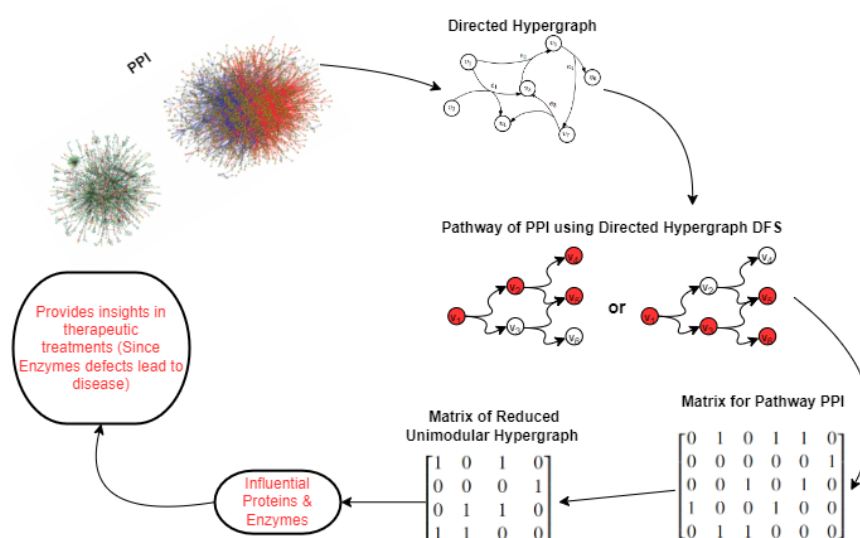 PPI
Directed Hypergraph
Pathway of PPI using Directed Hypergraph DFS
or
Provides insights in
therapeutic
treatments (Since
Enzymes defects lead to
disease)
Influential
Proteins &
Enzymes
Matrix of Reduced
Unimodular Hypergraph
1 0 1 0
0 0 0 1
0 1 1 0
1 1 0 0
Matrix for Pathway PPI
0 1 0 1 1 0
0 0 0 0 0 1
0 0 1 0 1 0
1 0 0 1 0 0
0 1 1 0 0 0